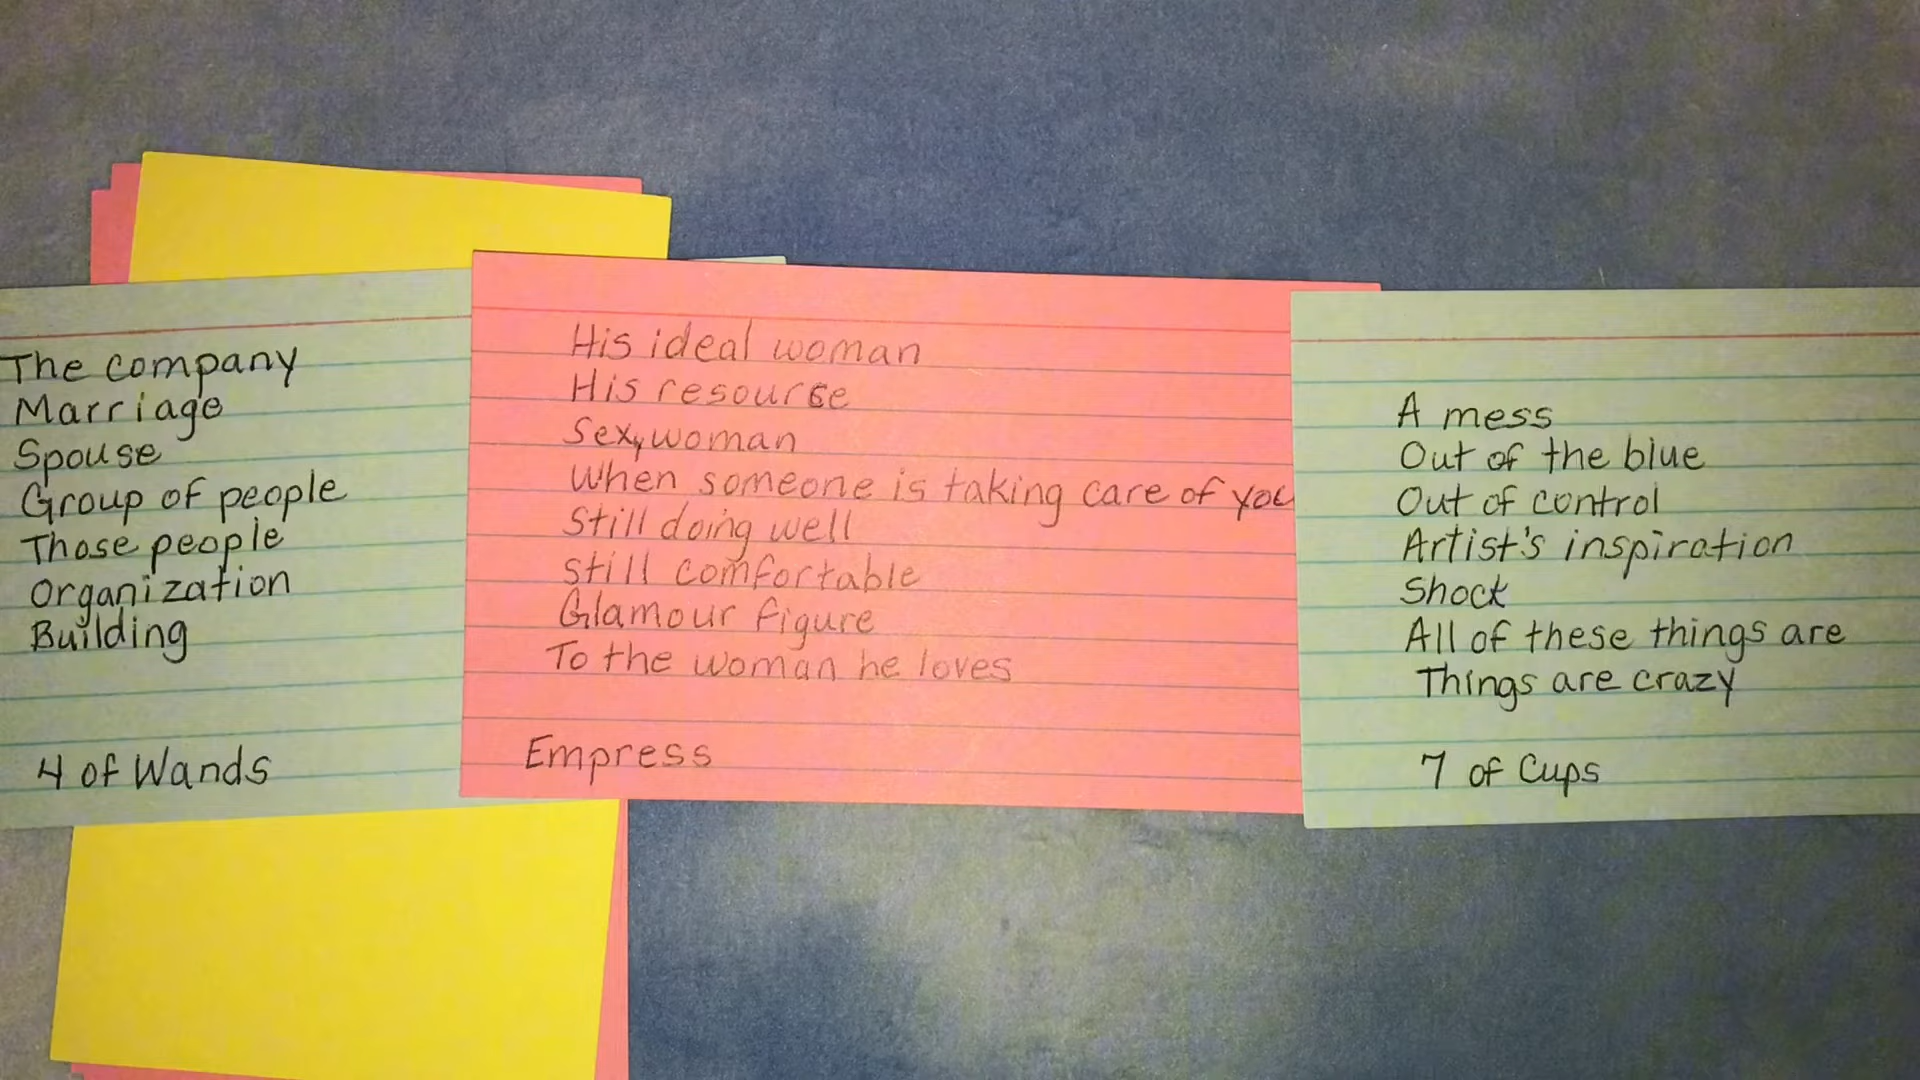 The company
Marriage
Spouse
Group of people
Those people
Organization
Building
4 of Wands
His ideal woman
His resource
Sexy woman
When someone is taking care of you
Still doing well
still comfortable
Glamour figure
To the woman he loves
Empress
A mess
Out of the blue
Out of control
Artist's inspiration
Shock
All of these things are
Things are crazy
7 of Cups